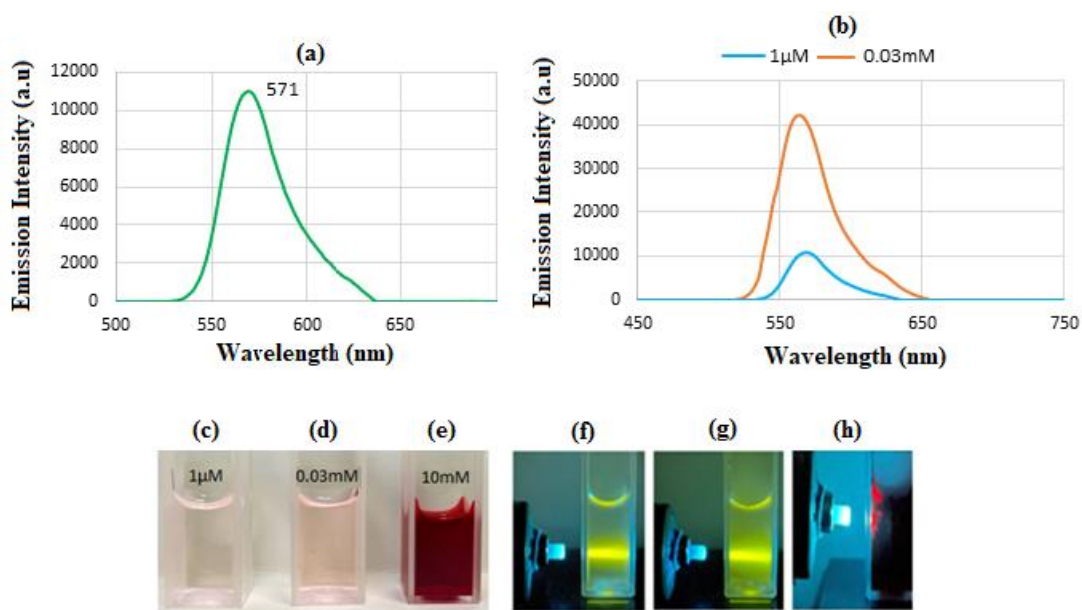 (a)
571
12000
10000
8000
6000
4000
2000
0
500
550
600
650
Emission Intensity (a.u)
Wavelength (nm)
(b)
1µM
0.03mM
50000
40000
30000
20000
10000
0
450
550
650
750
Emission Intensity (a.u)
Wavelength (nm)
(c)
(d)
(e)
(f)
(g)
(h)
1µM
0.03mM
10mM